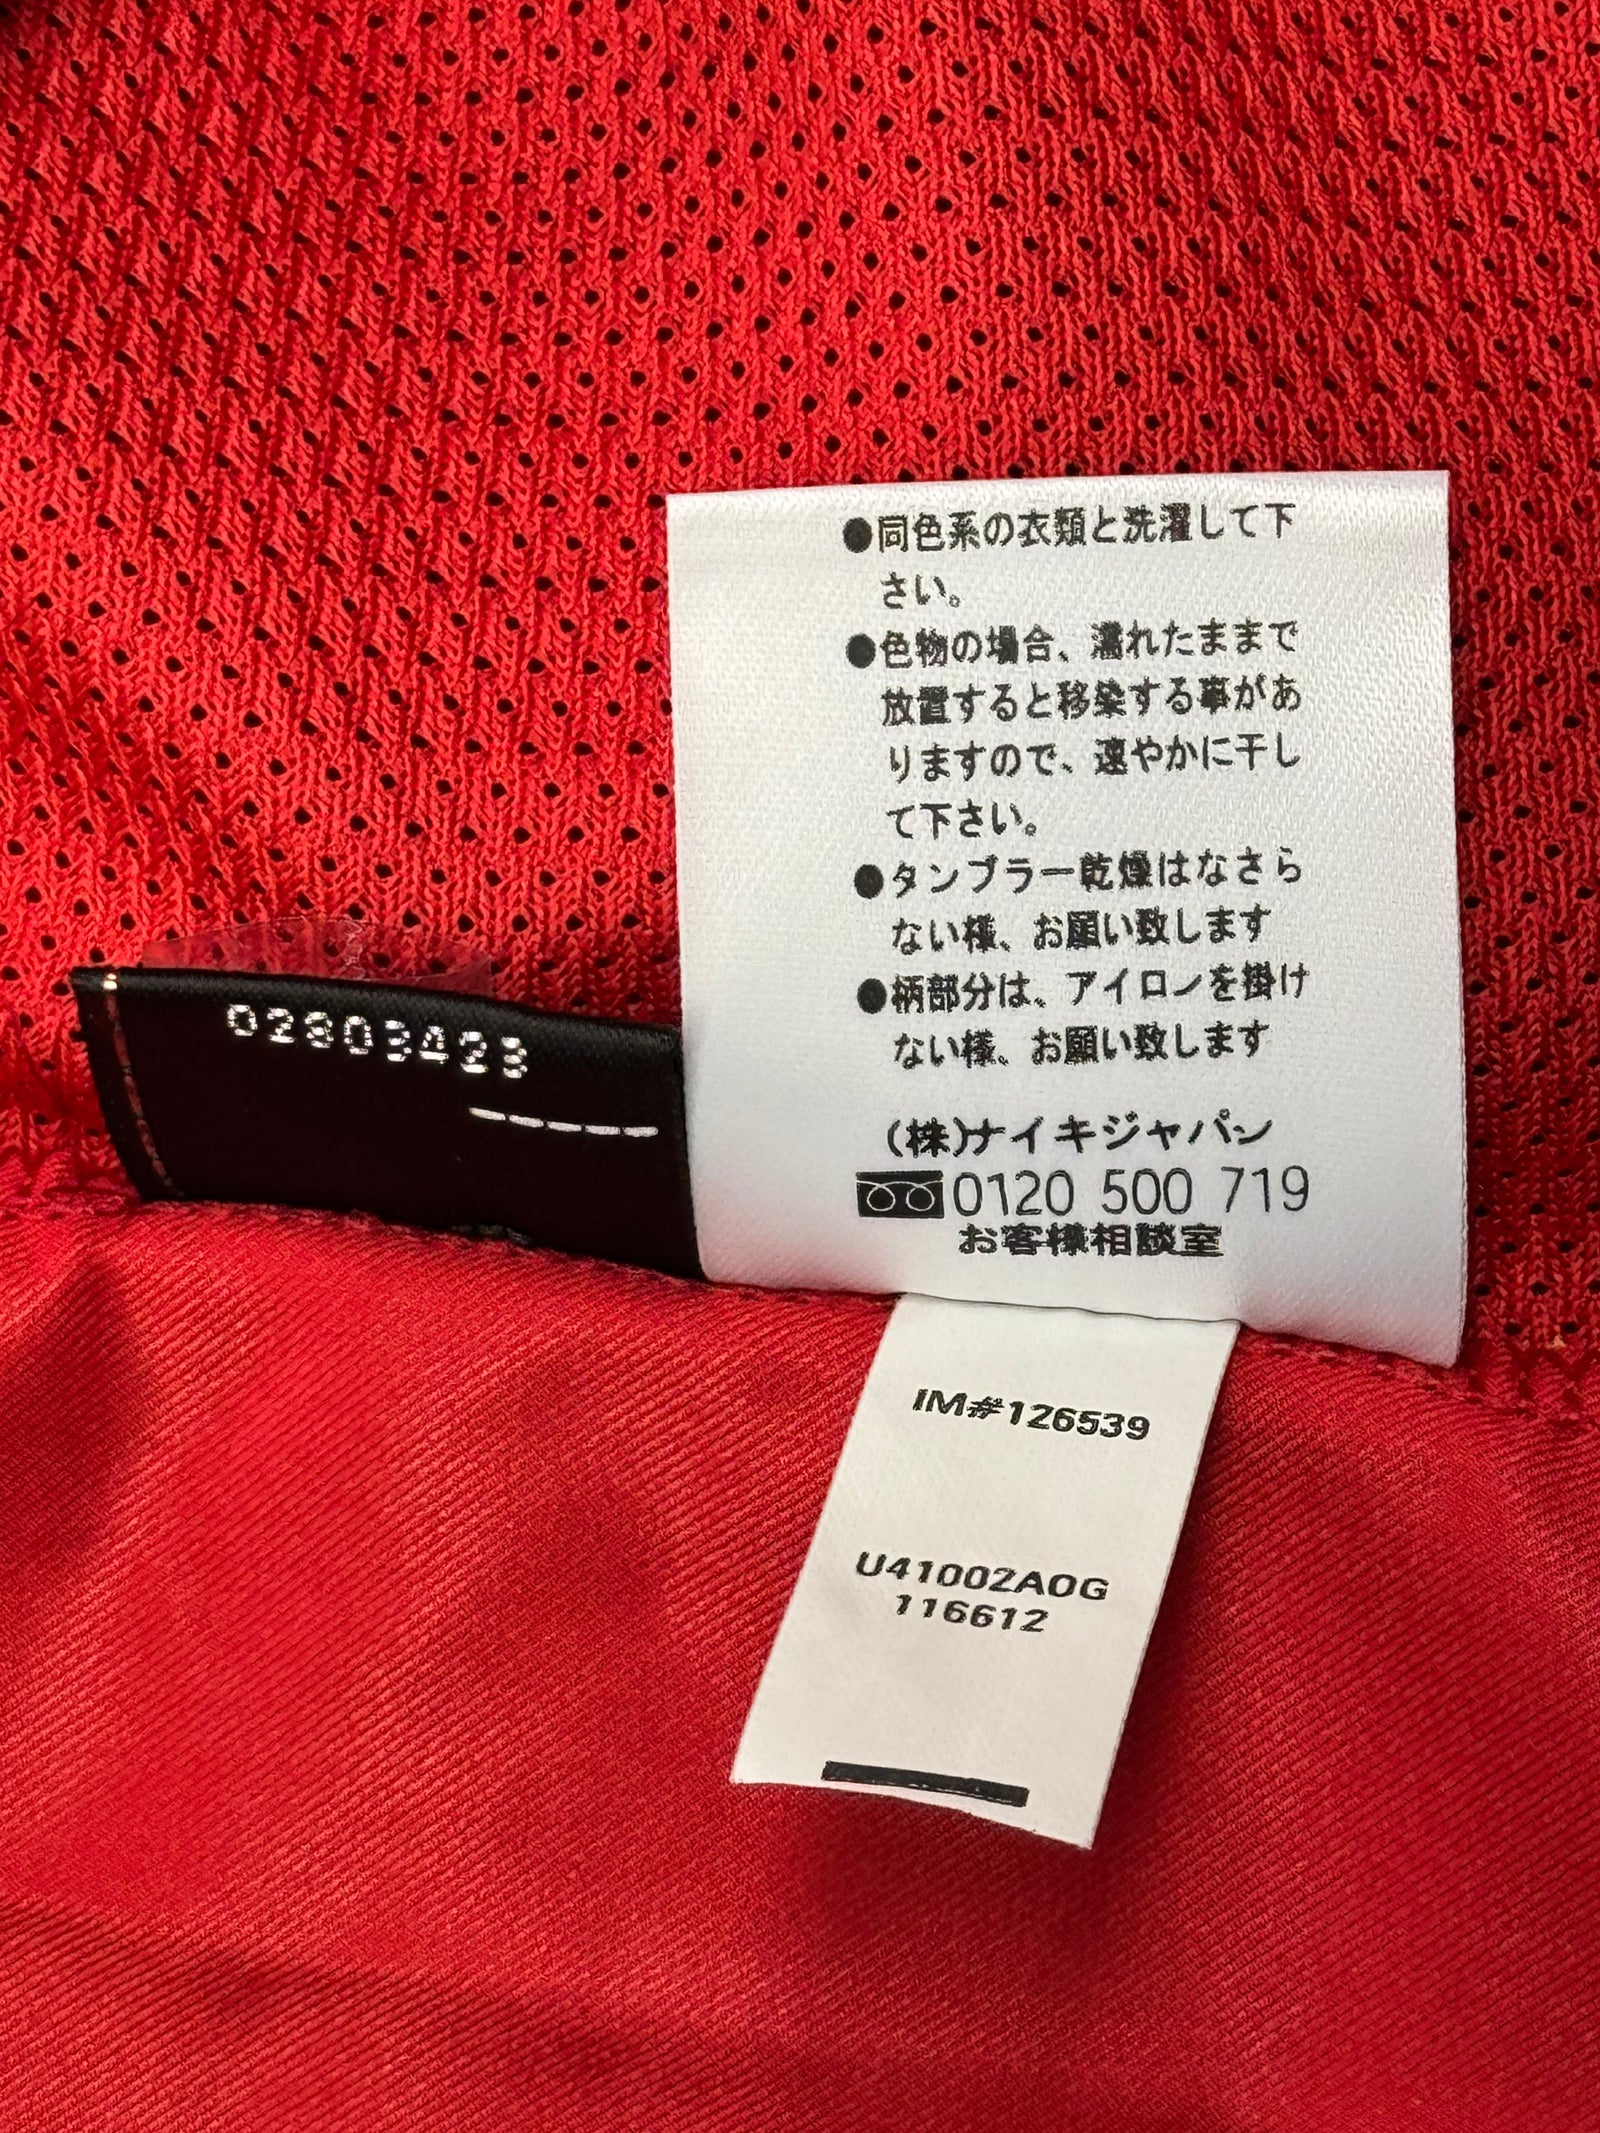 ●同色系の衣類と洗濯して下
さい。
●色物の場合、濡れたままで
放置すると移染する事があ
りますので、速やかに干し
て下さい。
●タンブラー乾燥はなさら
ない様、お願い致します
●柄部分は、アイロンを掛け
ない様、お願い致します
(株)ナイキジャパン
0120 500 719
お客様相談室
02803423
IM#126539
U41002AOG
116612